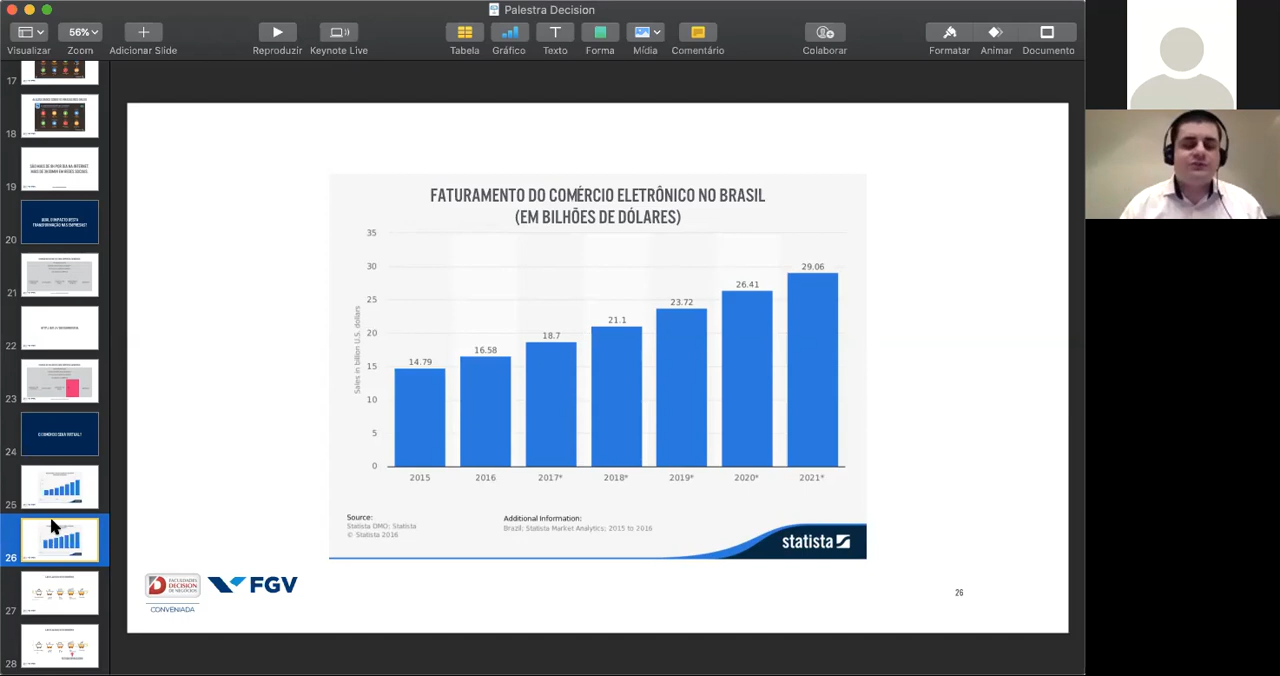 Palestra Decision
Visualizar
56%
Zoom
Adicionar Slide
Reproduzir
Keynote Live
Tabela
Gráfico
Texto
Forma
Mídia
Comentário
Colaborar
Formatar
Animar
Documento
17
18
19
20
21
22
23
24
25
26
27
28
FATURAMENTO DO COMÉRCIO ELETRÔNICO NO BRASIL
(EM BILHÕES DE DÓLARES)
Sales in billion U.S. dollars
35
30
25
20
15
10
5
0
14.79
16.58
18.7
21.1
23.72
26.41
29.06
2015
2016
2017*
2018*
2019*
2020*
2021*
Source:
Statista DMO; Statista
© Statista 2016
Additional Information:
Brazil; Statista Market Analytics; 2015 to 2016
statista
FACULDADES
DECISION
DE NEGÓCIOS
CONVENIADA
FGV
26